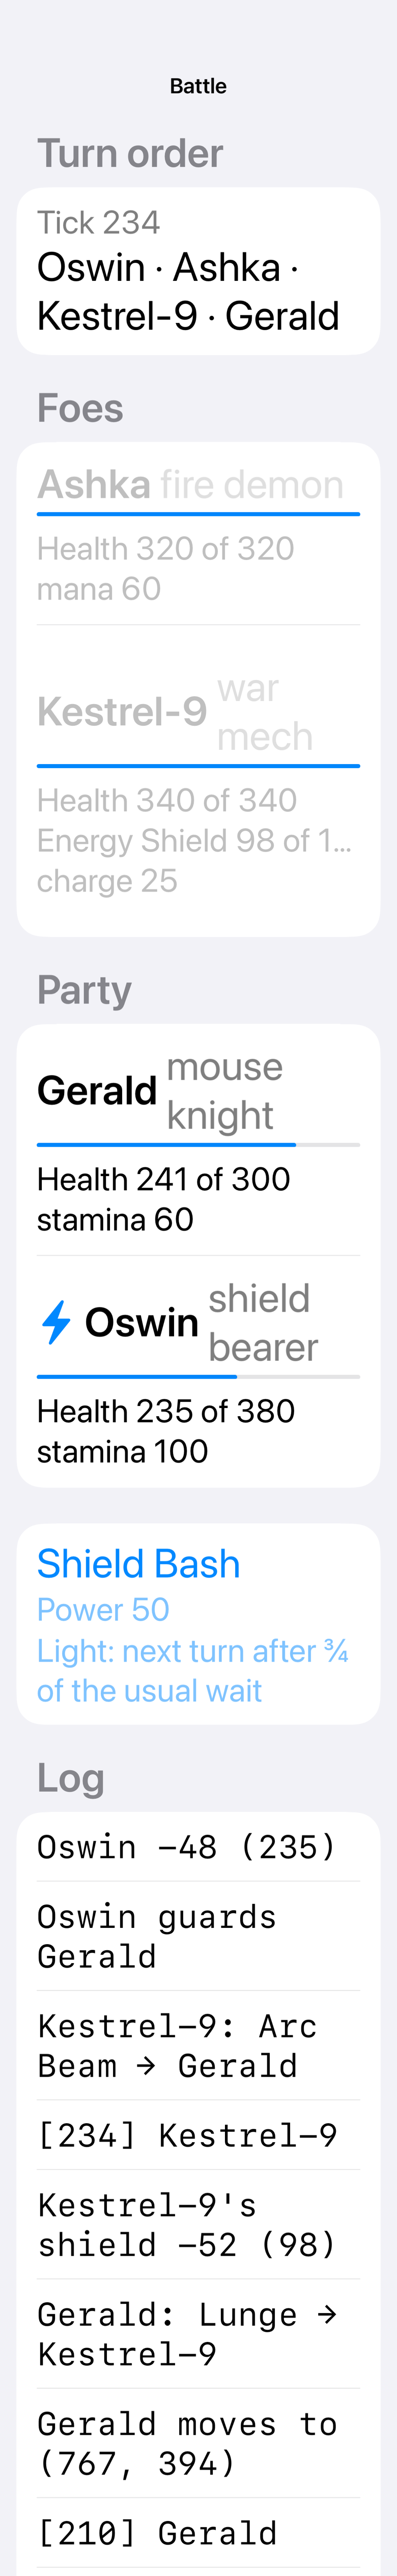 Battle
Turn order
Tick 234
Oswin · Ashka ·
Kestrel-9 · Gerald
Foes
Ashka fire demon
Health 320 of 320
mana 60
Kestrel-9 war
mech
Health 340 of 340
Energy Shield 98 of 1...
charge 25
Party
Gerald mouse
knight
Health 241 of 300
stamina 60
Oswin shield
bearer
Health 235 of 380
stamina 100
Shield Bash
Power 50
Light: next turn after ¾
of the usual wait
Log
Oswin −48 (235)
Oswin guards
Gerald
Kestrel-9: Arc
Beam → Gerald
[234] Kestrel-9
Kestrel-9's
shield −52 (98)
Gerald: Lunge →
Kestrel-9
Gerald moves to
(767, 394)
[210] Gerald